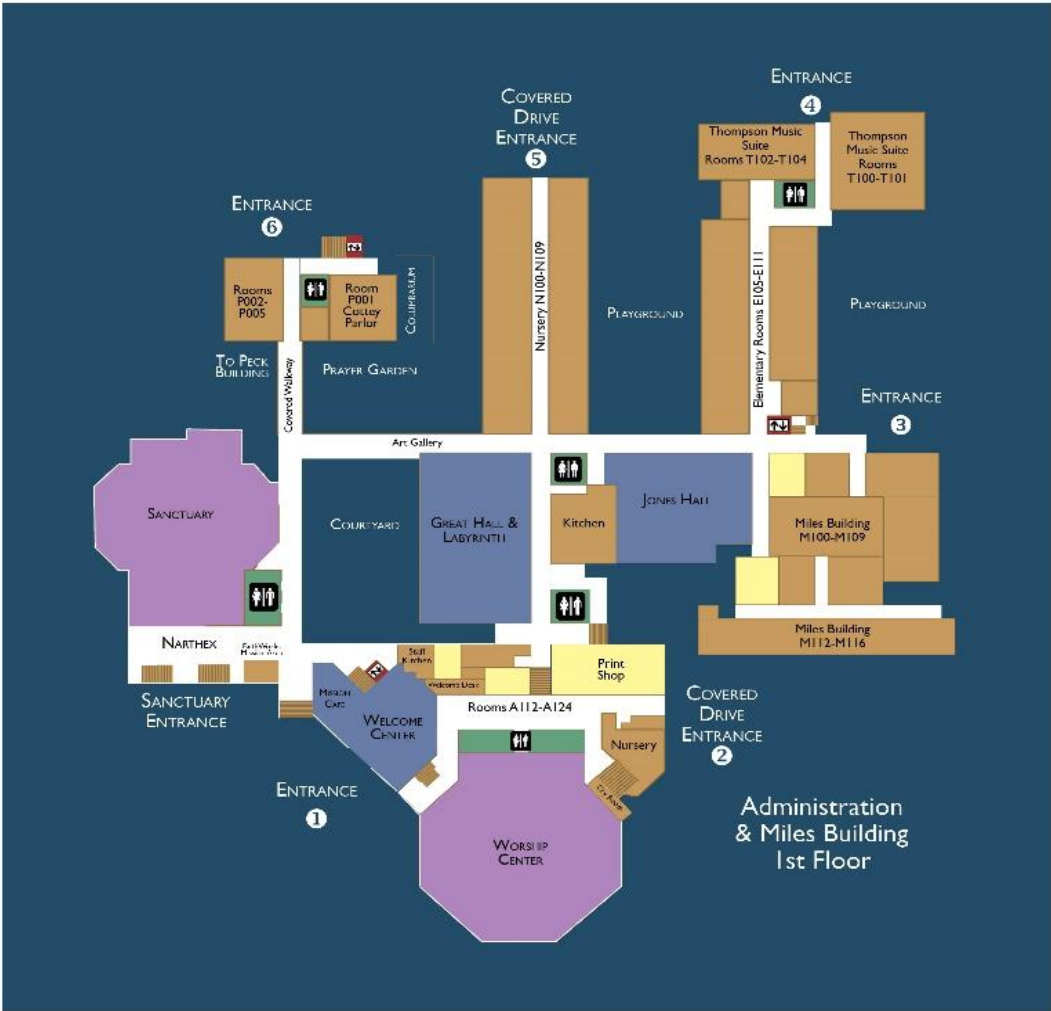 ENTRANCE
4
COVERED
DRIVE
ENTRANCE
5
Thompson Music
Suite
Rooms T102-T104
Thompson
Music Suite
Rooms
T100-T101
ENTRANCE
6
Rooms
P002-
P005
Room
P001
Cottey
Parlor
COLUMBARIUM
Nursery N100-N109
PLAYGROUND
Elementary Rooms E105-E111
PLAYGROUND
TO PECK
BUILDING
Covered Walkway
PRAYER GARDEN
ENTRANCE
3
Art Gallery
SANCTUARY
COURTYARD
GREAT HALL &
LABYRINTH
Kitchen
JONES HALL
Miles Building
M100-M109
NARTHEX
Miles Building
M112-M116
Staff
Kitchen
Print
Shop
Welcome Desk
SANCTUARY
ENTRANCE
WELCOME
CENTER
Rooms A112-A124
COVERED
DRIVE
ENTRANCE
2
Nursery
ENTRANCE
1
Administration
& Miles Building
1st Floor
WORSHIP
CENTER